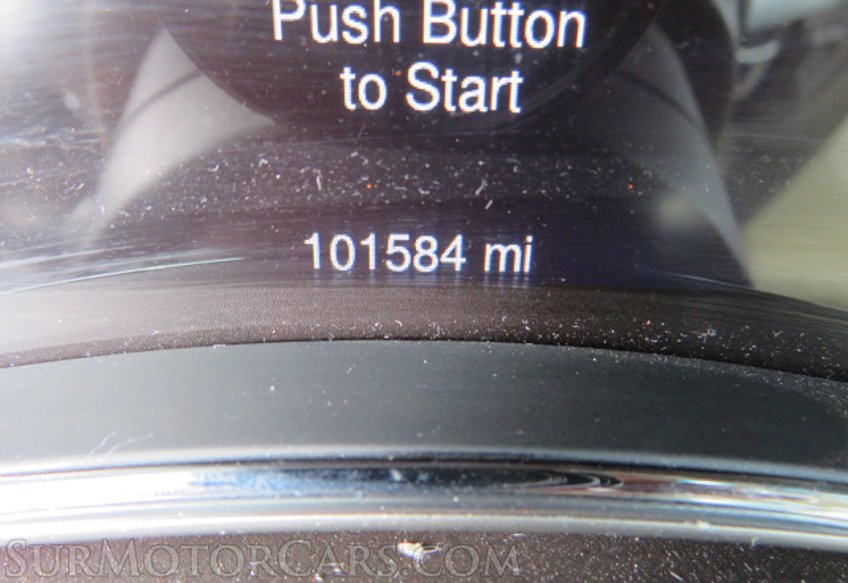 Push Button
to Start
101584 mi
SURMOTORCARS.COM